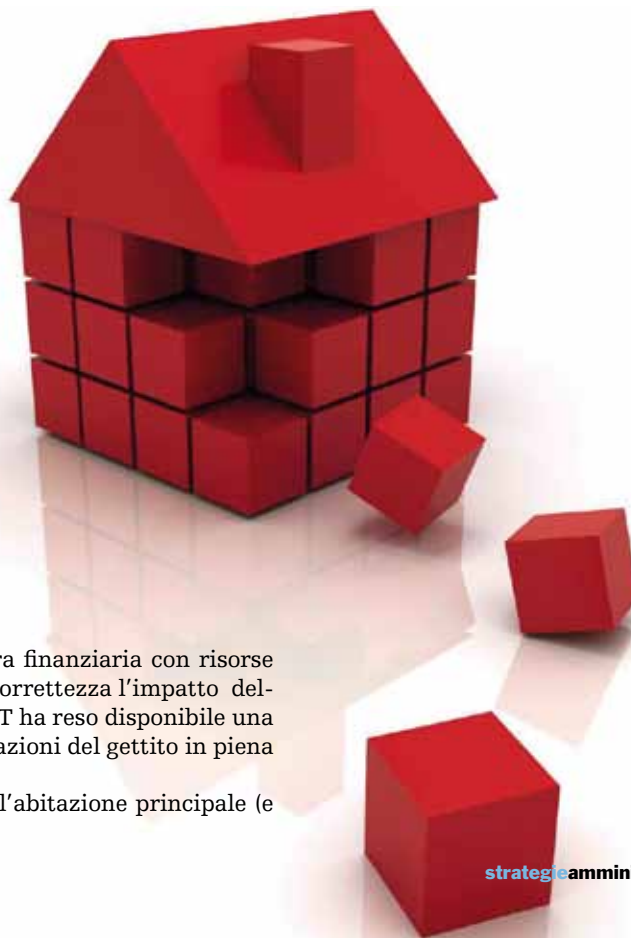 ra finanziaria con risorse
orrettezza l'impatto del-
T ha reso disponibile una
azioni del gettito in piena
l'abitazione principale (e
strategieammin